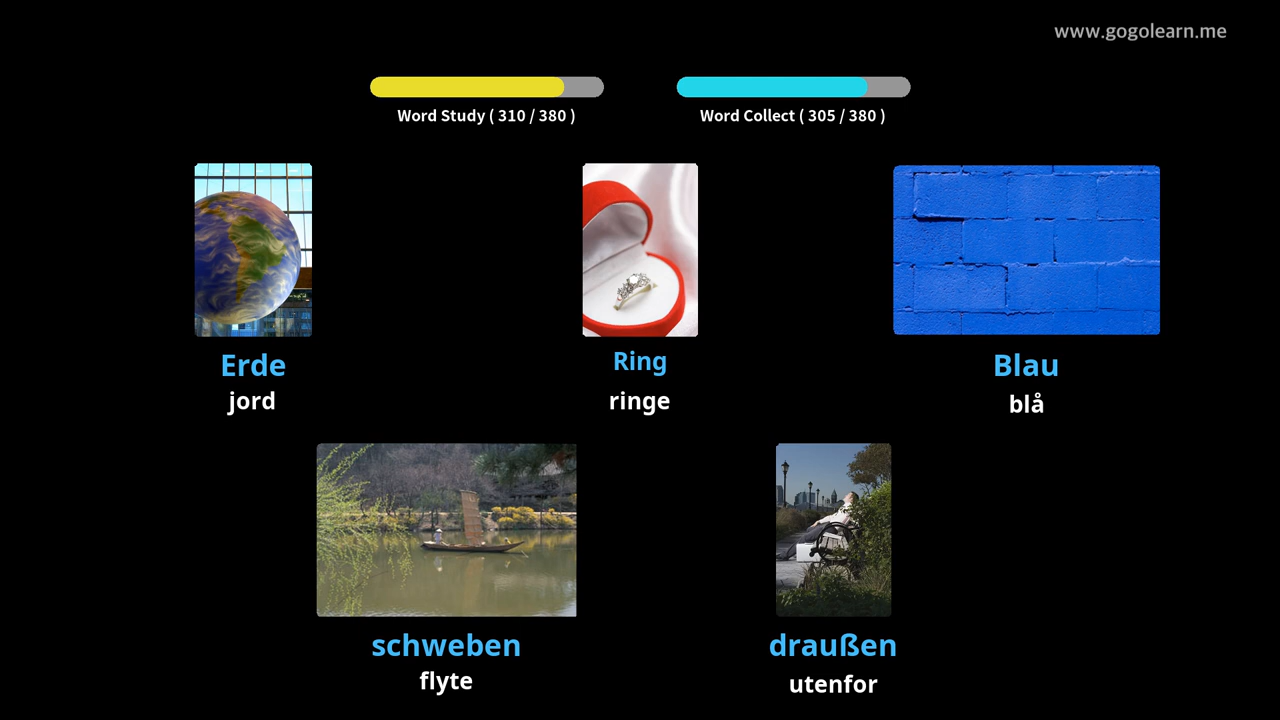 www.gogolearn.me
Word Study ( 310 / 380 )
Word Collect ( 305 / 380 )
Erde
jord
Ring
ringe
Blau
blå
schweben
flyte
draußen
utenfor